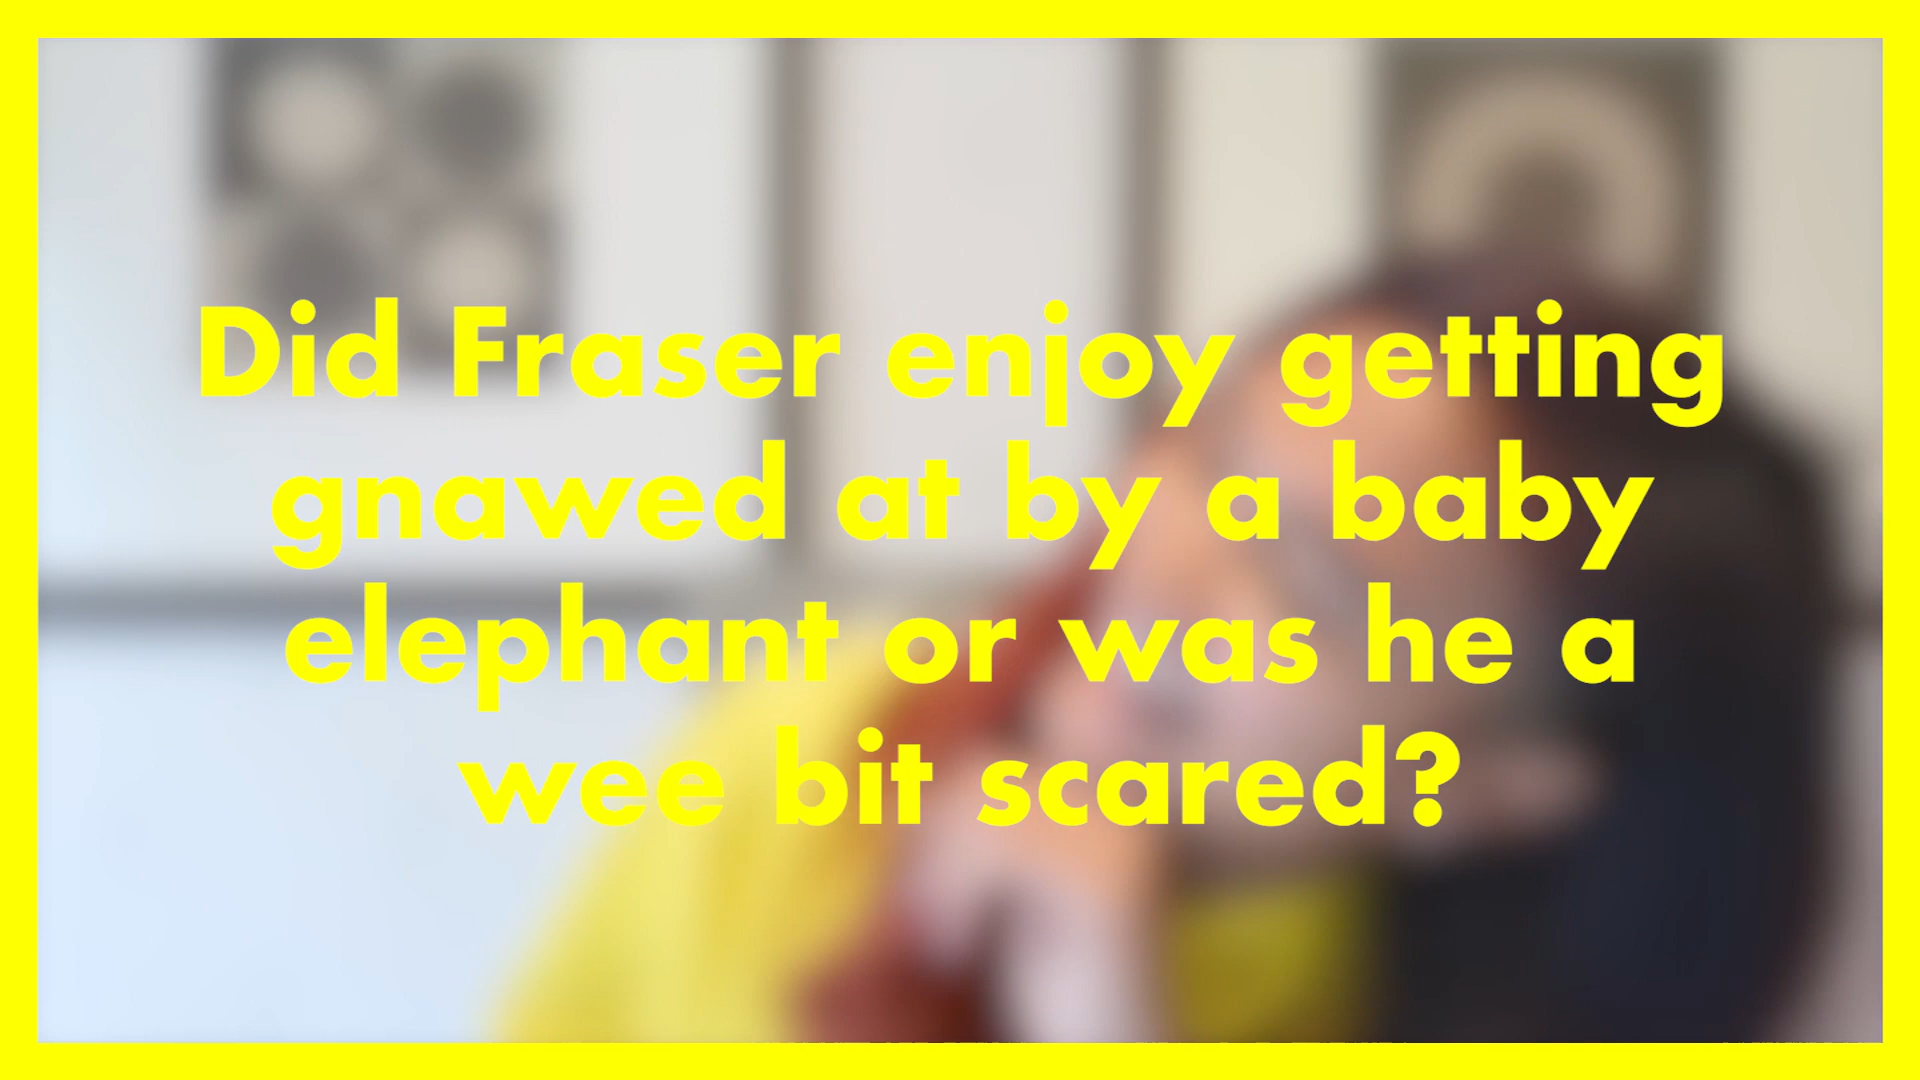 Did Fraser enjoy getting
gnawed at by a baby
elephant or was he a
wee bit scared?